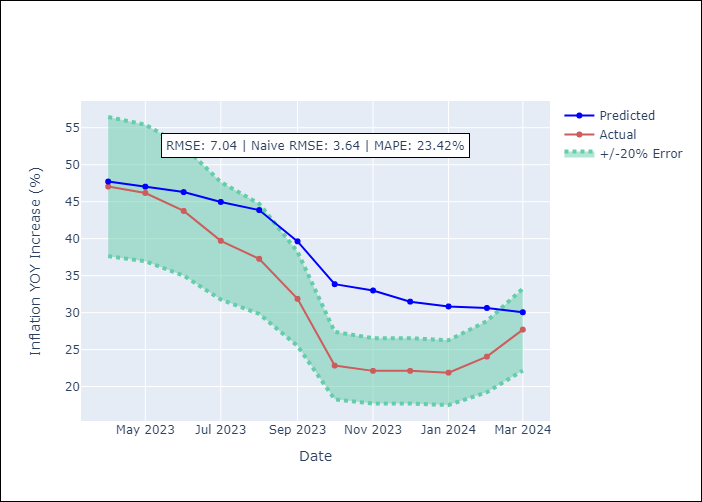 RMSE: 7.04 | Naive RMSE: 3.64 | MAPE: 23.42%
Predicted
Actual
+/-20% Error
Inflation YOY Increase (%)
55
50
45
40
35
30
25
20
May 2023
Jul 2023
Sep 2023
Nov 2023
Jan 2024
Mar 2024
Date